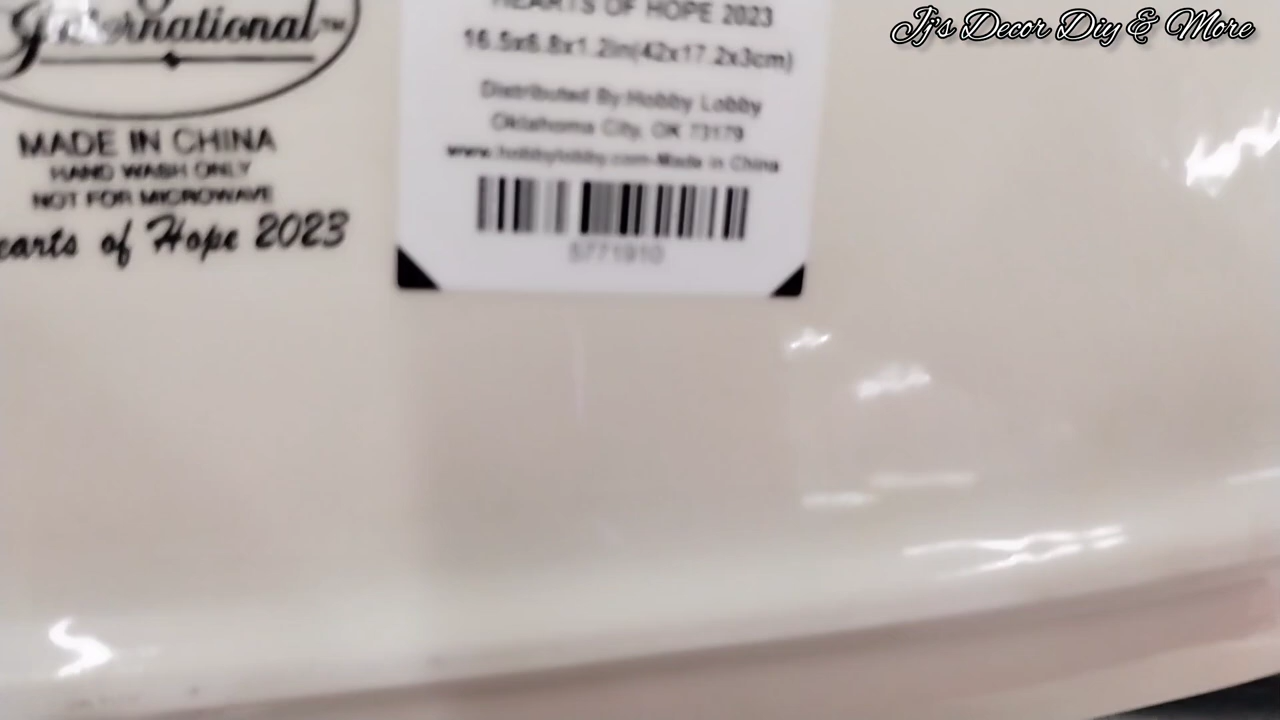 International™
MADE IN CHINA
HAND WASH ONLY
NOT FOR MICROWAVE
earts of Hope 2023
HEARTS OF HOPE 2023
16.5x6.8x1.2in(42x17.2x3cm)
Distributed By:Hobby Lobby
Oklahoma City, OK 73179
www.hobbylobby.com-Made in China
5771910
Jj's Decor Diy & More